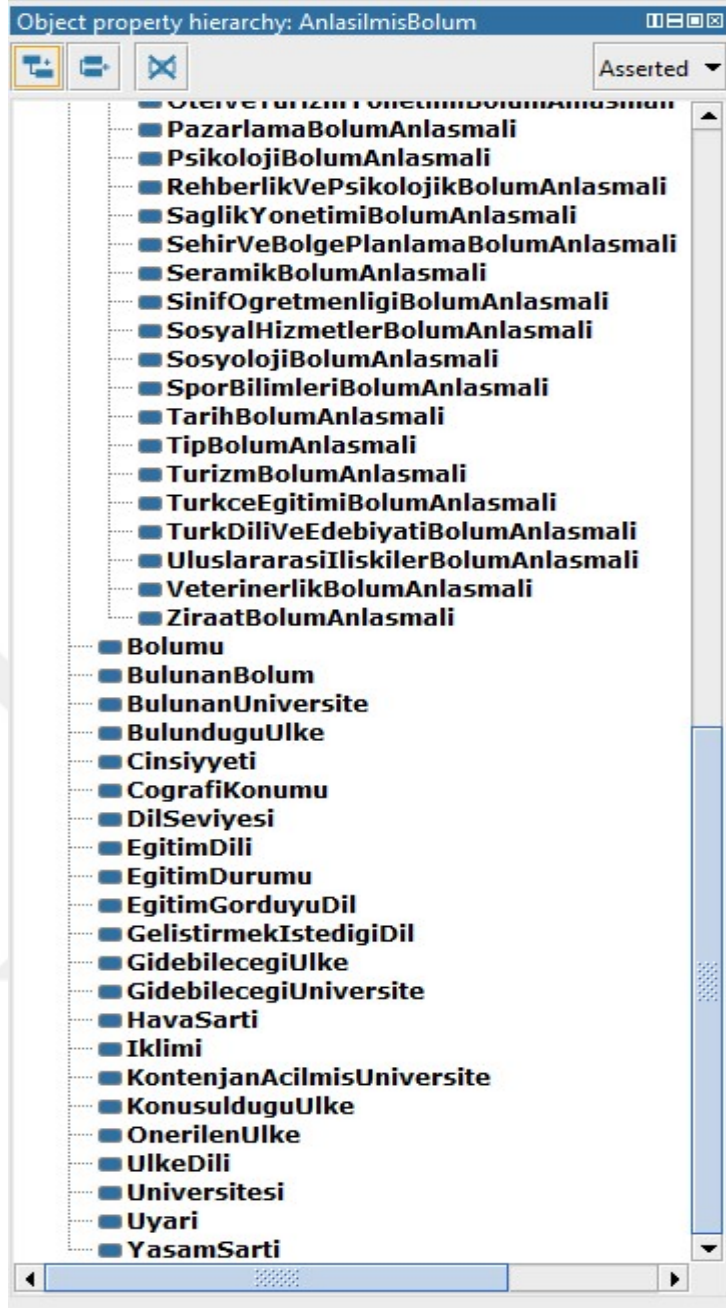 Object property hierarchy: AnlasilmisBolum
Asserted
PazarlamaBolumAnlasmali
PsikolojiBolumAnlasmali
RehberlikVePsikolojikBolumAnlasmali
SaglikYonetimiBolumAnlasmali
SehirVeBolgePlanlamaBolumAnlasmali
SeramikBolumAnlasmali
SinifOgretmenligiBolumAnlasmali
SosyalHizmetlerBolumAnlasmali
SosyolojiBolumAnlasmali
SporBilimleriBolumAnlasmali
TarihBolumAnlasmali
TipBolumAnlasmali
TurizmBolumAnlasmali
TurkceEgitimiBolumAnlasmali
TurkDiliVeEdebiyatiBolumAnlasmali
UluslararasiIliskilerBolumAnlasmali
VeterinerlikBolumAnlasmali
ZiraatBolumAnlasmali
Bolumu
BulunanBolum
BulunanUniversite
BulunduguUlke
Cinsiyyeti
CografiKonumu
DilSeviyesi
EgitimDili
EgitimDurumu
EgitimGorduyuDil
GelistirmekIstedigiDil
GidebilecegiUlke
GidebilecegiUniversite
HavaSarti
Iklimi
KontenjanAcilmisUniversite
KonusulduguUlke
OnerilenUlke
UlkeDili
Universitesi
Uyari
YasamSarti